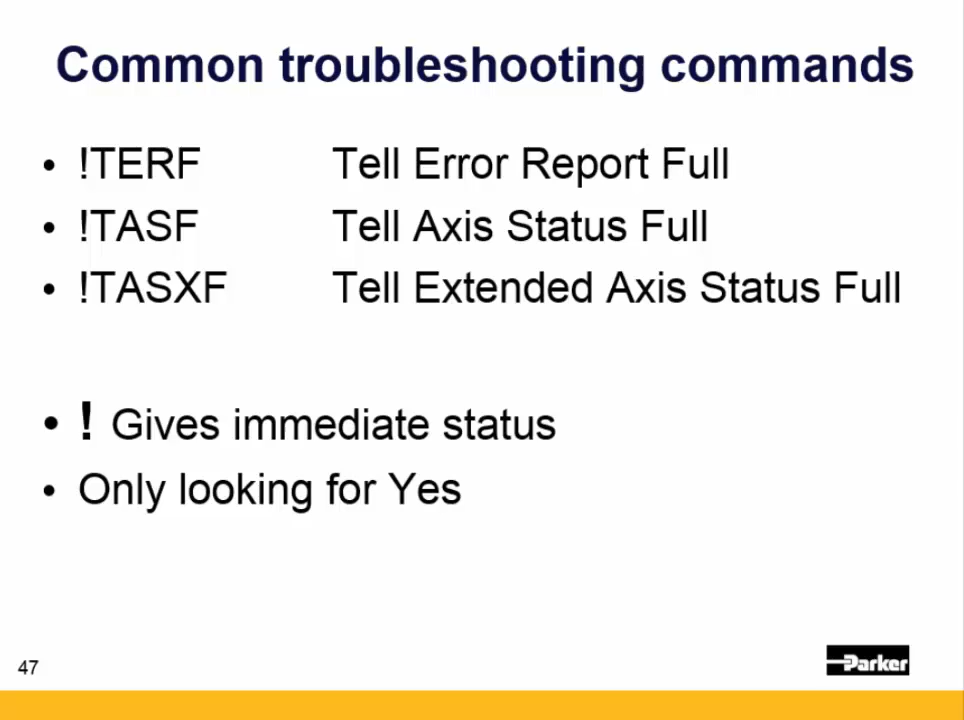 Common troubleshooting commands
• !TERF Tell Error Report Full
• !TASF Tell Axis Status Full
• !TASXF Tell Extended Axis Status Full
• ! Gives immediate status
• Only looking for Yes
47
Parker